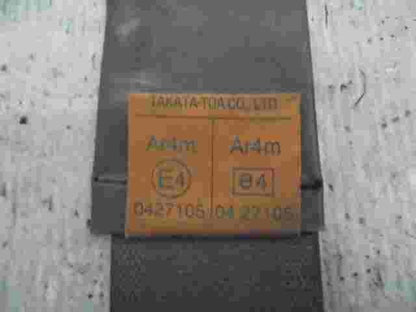 TAKATA-TOA CO., LTD
Ar4m Ar4m
E4 e4
0427105 04 27105